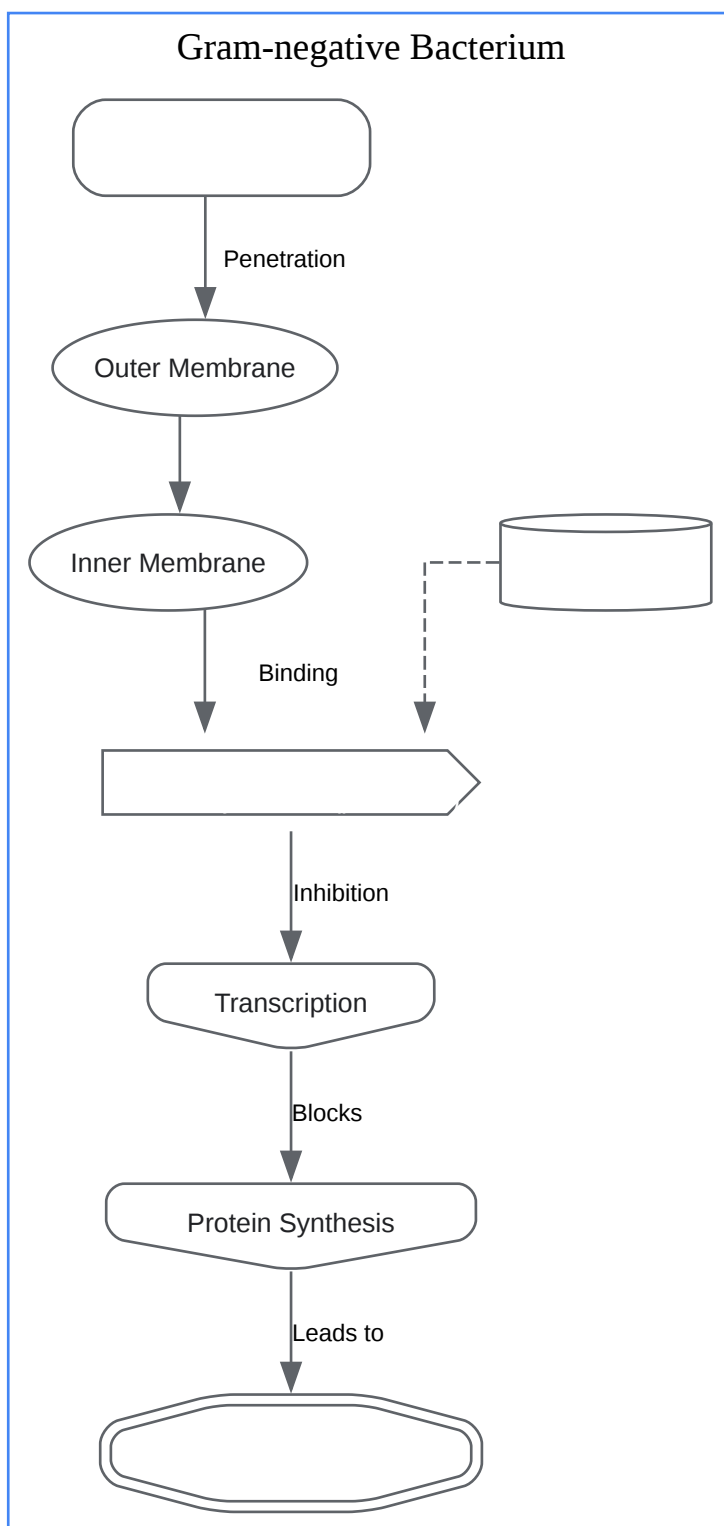 Gram-negative Bacterium
Penetration
Outer Membrane
Inner Membrane
Binding
Inhibition
Transcription
Blocks
Protein Synthesis
Leads to